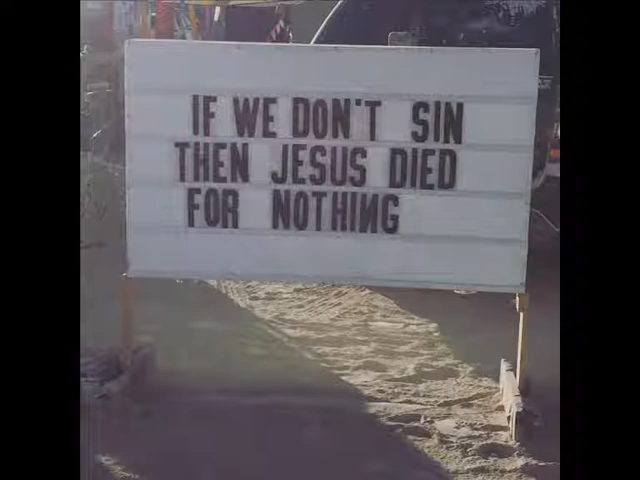 IF WE DON'T SIN
THEN JESUS DIED
FOR NOTHING